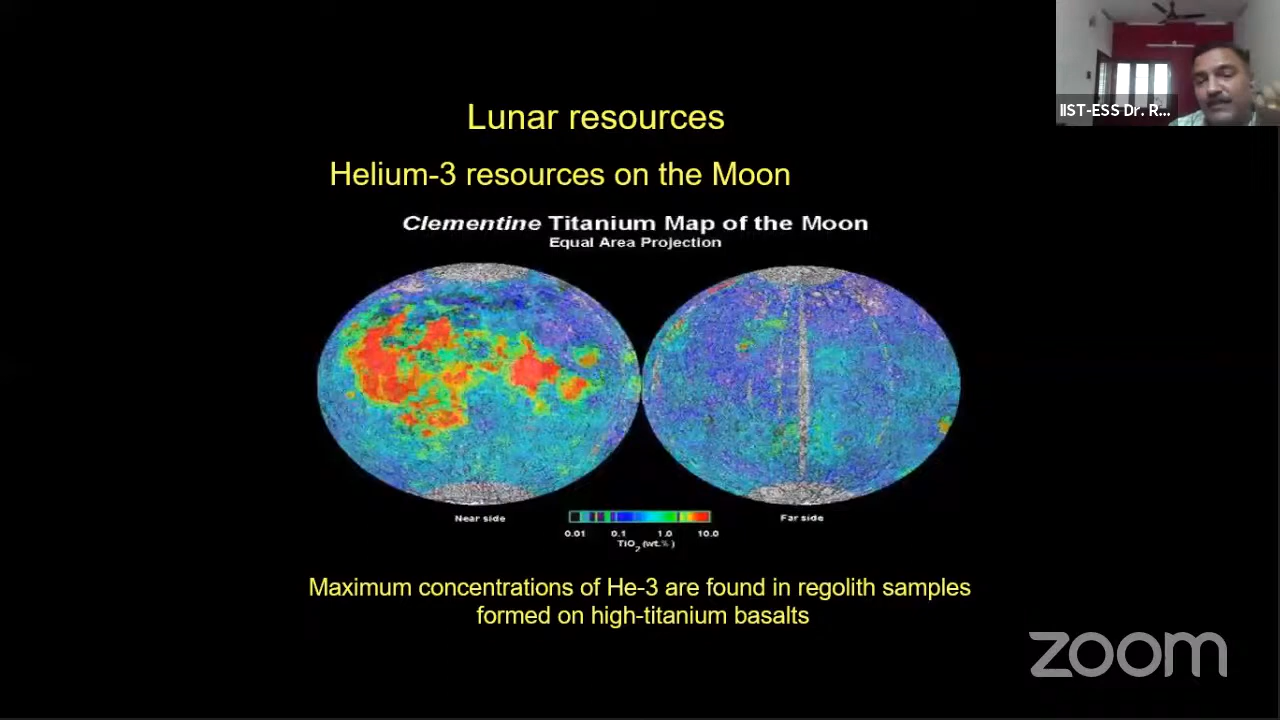 IIST-ESS Dr. R...
Lunar resources
Helium-3 resources on the Moon
Clementine Titanium Map of the Moon
Equal Area Projection
Near side
Far side
0.01 0.1 1.0 10.0
TiO2 (wt.%)
Maximum concentrations of He-3 are found in regolith samples
formed on high-titanium basalts
zoom